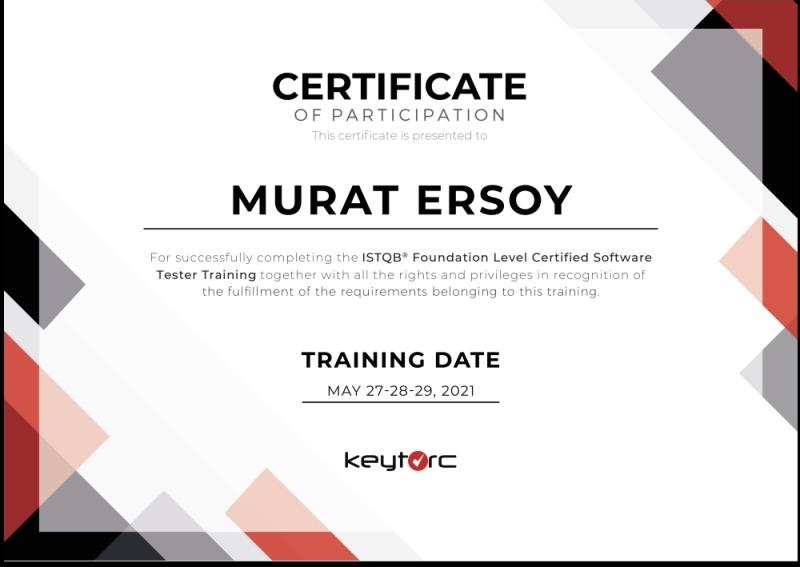 CERTIFICATE
OF PARTICIPATION
This certificate is presented to
MURAT ERSOY
For successfully completing the ISTQB® Foundation Level Certified Software
Tester Training together with all the rights and privileges in recognition of
the fulfillment of the requirements belonging to this training.
TRAINING DATE
MAY 27-28-29, 2021
keytorc